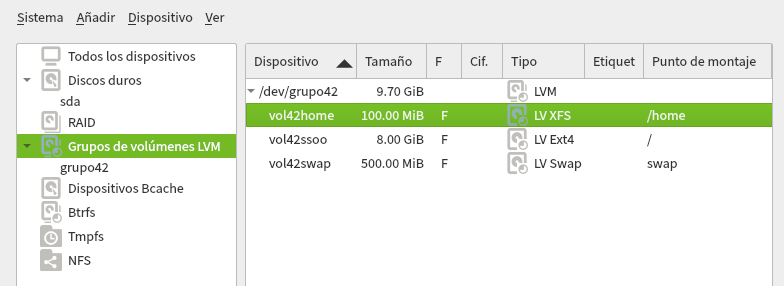 Sistema Añadir Dispositivo Ver
Todos los dispositivos
Discos duros
sda
RAID
Grupos de volúmenes LVM
grupo42
Dispositivos Bcache
Btrfs
Tmpfs
NFS
Dispositivo Tamaño F Cif. Tipo Etiquet Punto de montaje
/dev/grupo42 9.70 GiB LVM
vol42home 100.00 MiB F LV XFS /home
vol42ssoo 8.00 GiB F LV Ext4 /
vol42swap 500.00 MiB F LV Swap swap